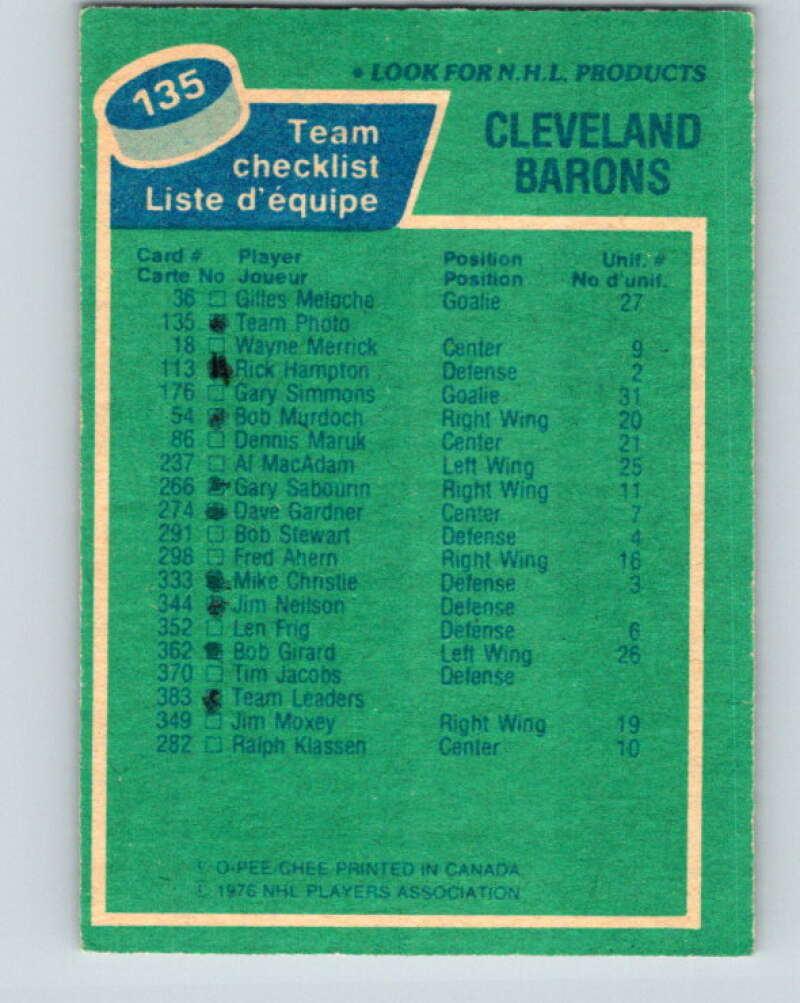 135
• LOOK FOR N.H.L. PRODUCTS
Team
checklist
Liste d'équipe
CLEVELAND
BARONS
Card # Player Position Unif. #
Carte No Joueur Position No d'unif.
36 Gilles Meloche Goalie 27
135 Team Photo
18 Wayne Merrick Center 9
113 Rick Hampton Defense 2
176 Gary Simmons Goalie 31
54 Bob Murdoch Right Wing 20
86 Dennis Maruk Center 21
237 Al MacAdam Left Wing 25
266 Gary Sabourin Right Wing 11
274 Dave Gardner Center 7
291 Bob Stewart Defense 4
298 Fred Ahern Right Wing 16
333 Mike Christie Defense 3
344 Jim Neilson Defense
352 Len Frig Defense 6
362 Bob Girard Left Wing 26
370 Tim Jacobs Defense
383 Team Leaders
349 Jim Moxey Right Wing 19
282 Ralph Klassen Center 10
© O-PEE-CHEE PRINTED IN CANADA
© 1976 NHL PLAYERS ASSOCIATION